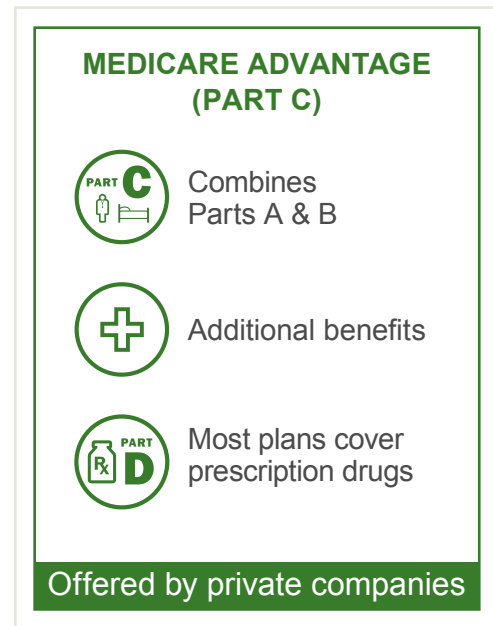 MEDICARE ADVANTAGE
(PART C)
PART C
Combines
Parts A & B
Additional benefits
PART
Rx D
Most plans cover
prescription drugs
Offered by private companies